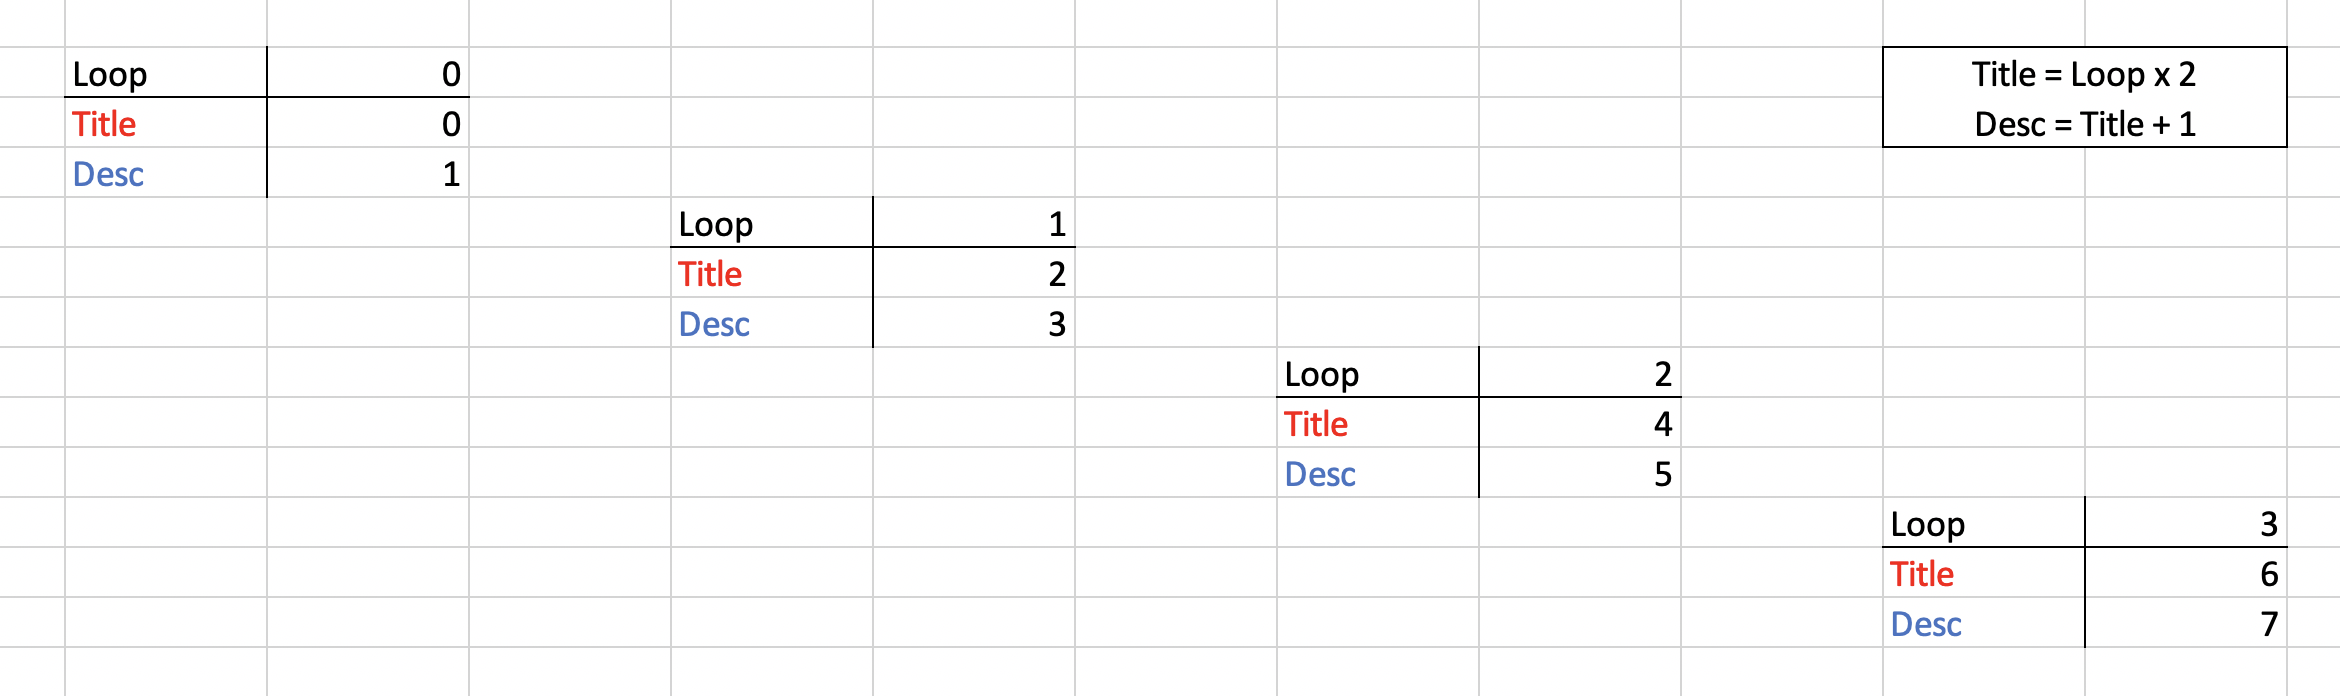 Loop 0
Title = Loop x 2
Title 0
Desc = Title + 1
Desc 1
Loop 1
Title 2
Desc 3
Loop 2
Title 4
Desc 5
Loop 3
Title 6
Desc 7